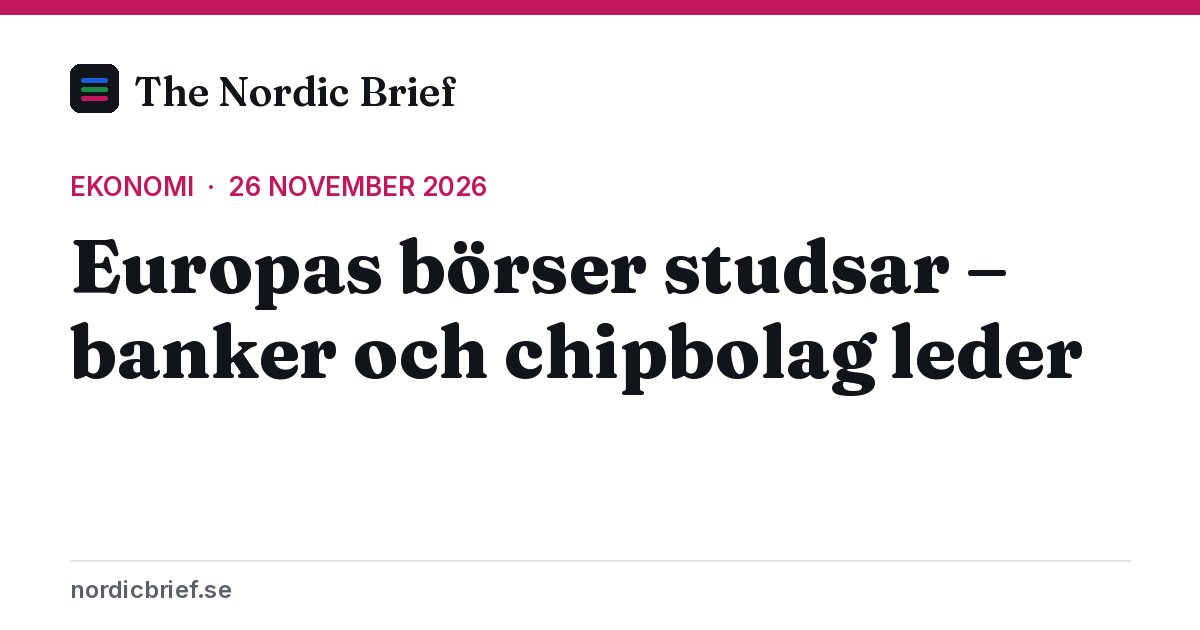 The Nordic Brief
EKONOMI · 26 NOVEMBER 2026
Europas börser studsar –
banker och chipbolag leder
nordicbrief.se